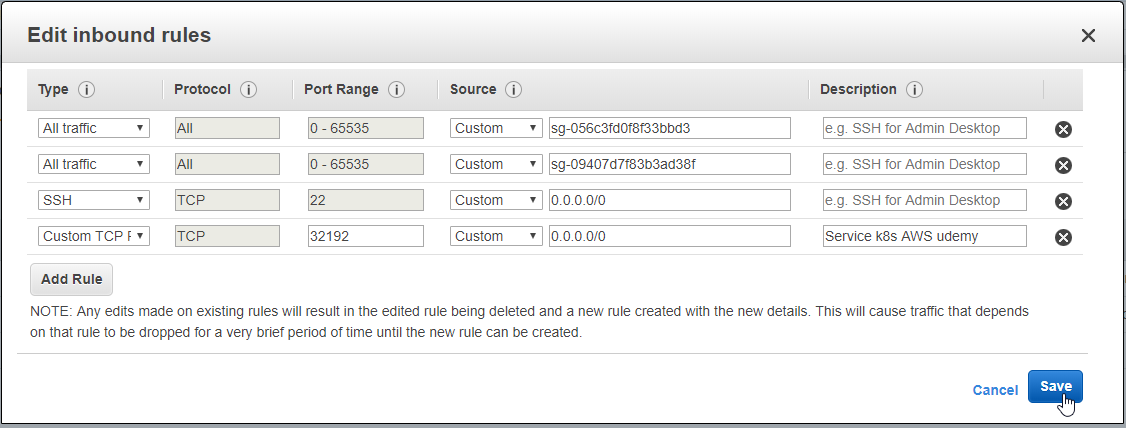 Edit inbound rules
Type Protocol Port Range Source Description
All traffic All 0 - 65535 Custom sg-056c3fd0f8f33bbd3 e.g. SSH for Admin Desktop
All traffic All 0 - 65535 Custom sg-09407d7f83b3ad38f e.g. SSH for Admin Desktop
SSH TCP 22 Custom 0.0.0.0/0 e.g. SSH for Admin Desktop
Custom TCP F TCP 32192 Custom 0.0.0.0/0 Service k8s AWS udemy
Add Rule
NOTE: Any edits made on existing rules will result in the edited rule being deleted and a new rule created with the new details. This will cause traffic that depends
on that rule to be dropped for a very brief period of time until the new rule can be created.
Cancel Save